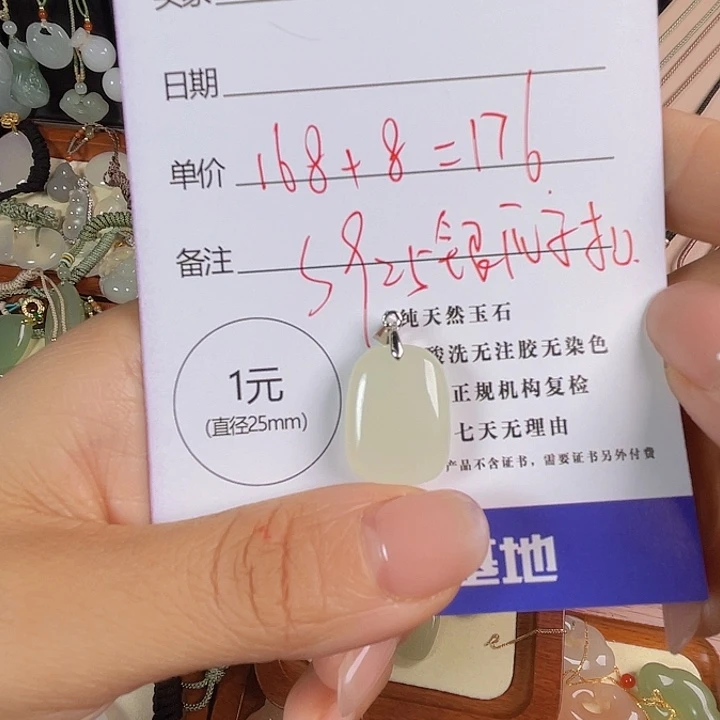 日期
单价 168+8=176
备注 S925银瓜子扣
1元
(直径25mm)
纯天然玉石
酸洗无注胶无染色
正规机构复检
七天无理由
产品不含证书，需要证书另外付费
基地